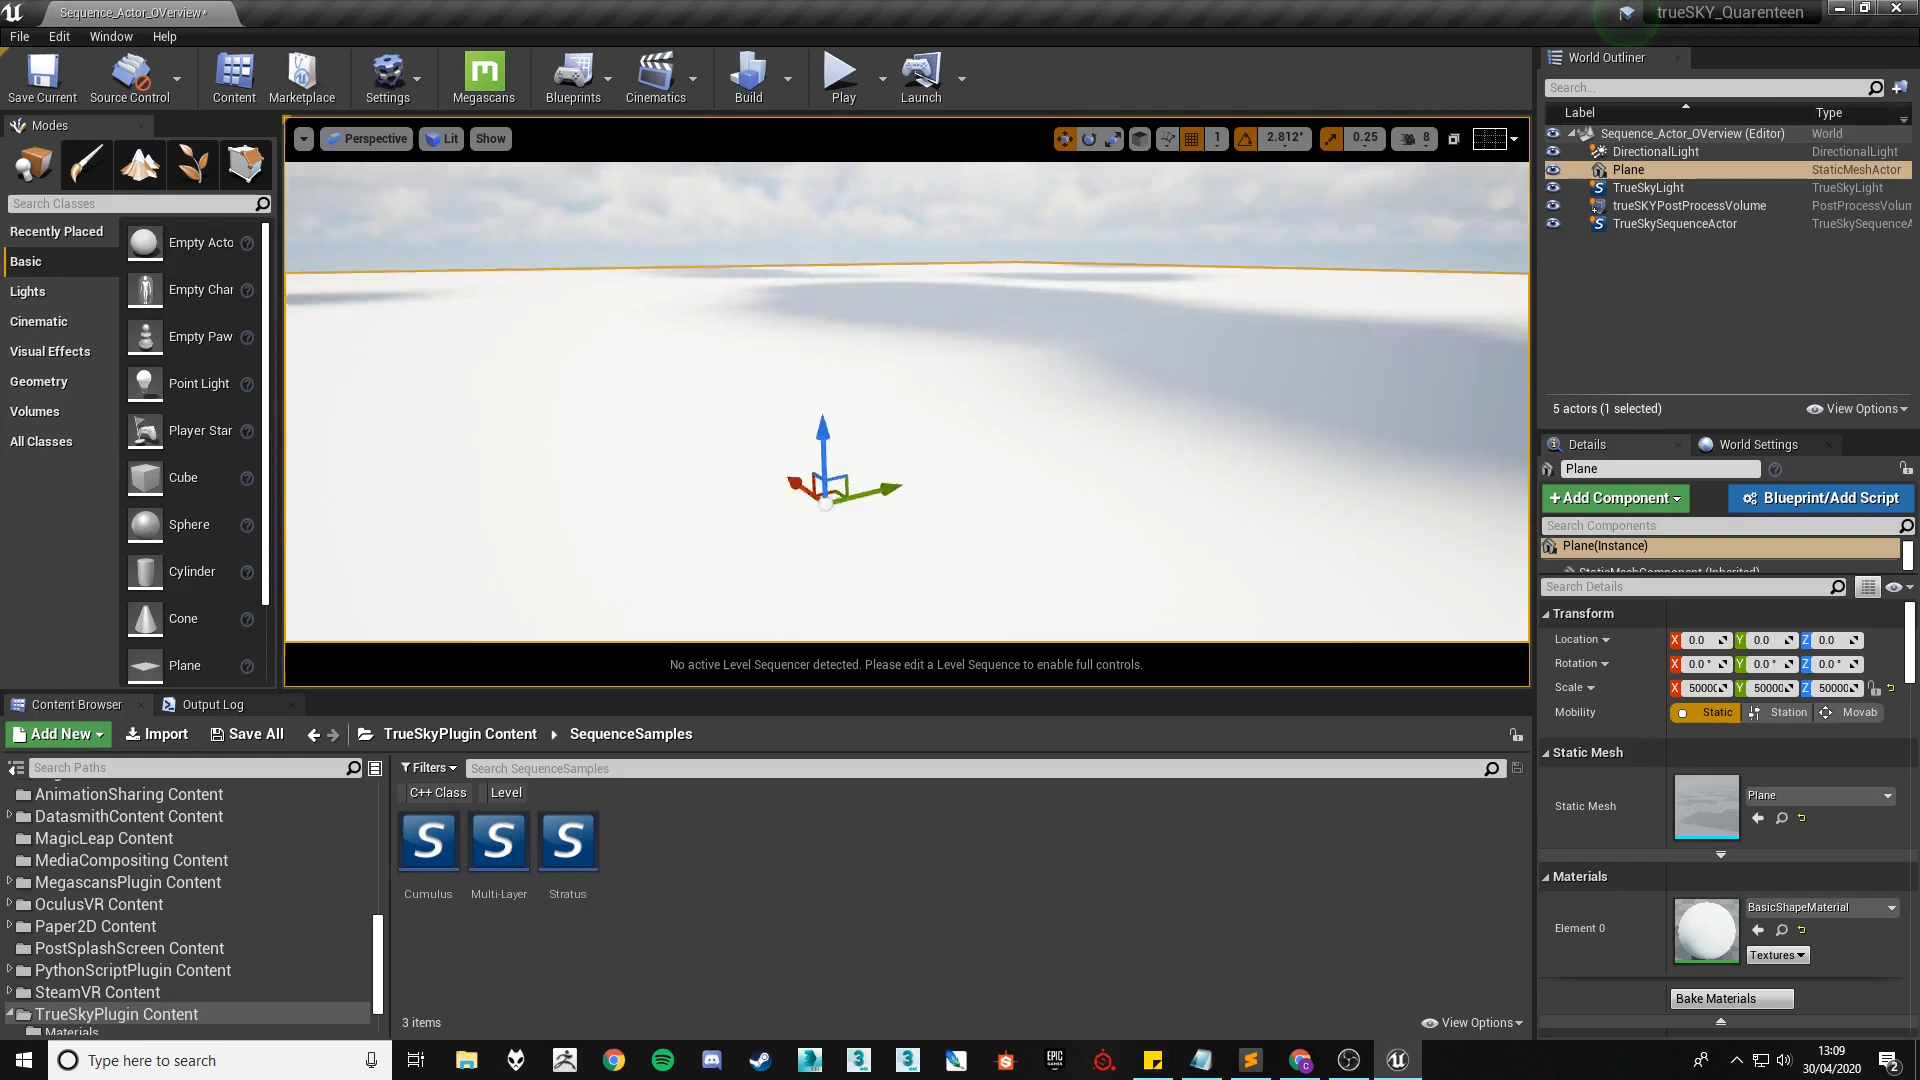 Sequence_Actor_OVerview*
trueSKY_Quarenteen
File Edit Window Help
Save Current
Source Control
Content
Marketplace
Settings
Megascans
Blueprints
Cinematics
Build
Play
Launch
Modes
Search Classes
Recently Placed
Basic
Lights
Cinematic
Visual Effects
Geometry
Volumes
All Classes
Empty Acto
Empty Char
Empty Paw
Point Light
Player Star
Cube
Sphere
Cylinder
Cone
Plane
Perspective
Lit
Show
1
2.812°
0.25
8
No active Level Sequencer detected. Please edit a Level Sequence to enable full controls.
World Outliner
Search...
Label Type
Sequence_Actor_OVerview (Editor) World
DirectionalLight DirectionalLight
Plane StaticMeshActor
TrueSkyLight TrueSkyLight
trueSKYPostProcessVolume PostProcessVolum
TrueSkySequenceActor TrueSkySequenceA
5 actors (1 selected)
View Options
Details
World Settings
Plane
+Add Component
Blueprint/Add Script
Search Components
Plane(Instance)
StaticMeshComponent (Inherited)
Search Details
Transform
Location X 0.0 Y 0.0 Z 0.0
Rotation X 0.0 ° Y 0.0 ° Z 0.0 °
Scale X 50000 Y 50000 Z 50000
Mobility Static Station Movab
Static Mesh
Static Mesh
Plane
Materials
Element 0
BasicShapeMaterial
Textures
Bake Materials
Content Browser
Output Log
Add New
Import
Save All
TrueSkyPlugin Content
SequenceSamples
Search Paths
AnimationSharing Content
DatasmithContent Content
MagicLeap Content
MediaCompositing Content
MegascansPlugin Content
OculusVR Content
Paper2D Content
PostSplashScreen Content
PythonScriptPlugin Content
SteamVR Content
TrueSkyPlugin Content
Materials
Filters
Search SequenceSamples
C++ Class
Level
S
S
S
Cumulus
Multi-Layer
Stratus
3 items
View Options
Type here to search
EPIC
GAMES
13:09
30/04/2020
2